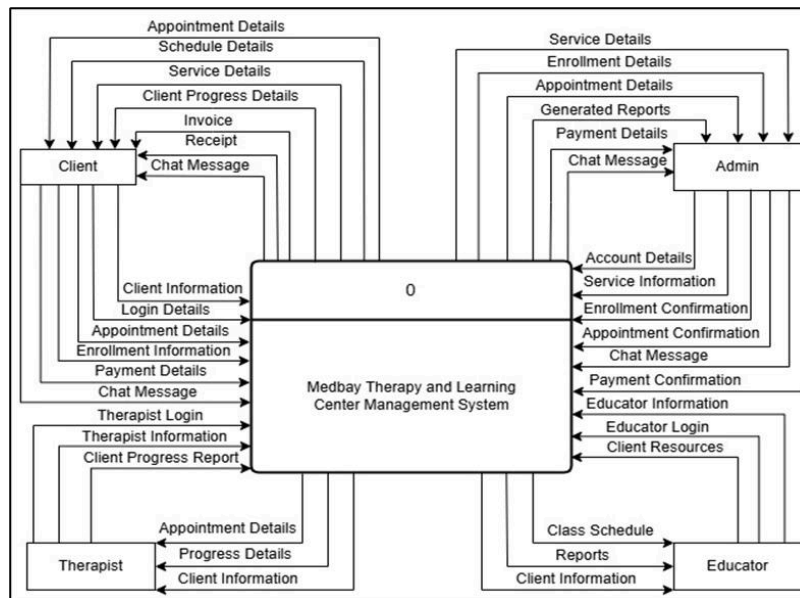 Appointment Details
Schedule Details
Service Details
Client Progress Details
Invoice
Receipt
Chat Message
Client
Service Details
Enrollment Details
Appointment Details
Generated Reports
Payment Details
Chat Message
Admin
Client Information
Login Details
Appointment Details
Enrollment Information
Payment Details
Chat Message
Therapist Login
Therapist Information
Client Progress Report
0
Medbay Therapy and Learning
Center Management System
Account Details
Service Information
Enrollment Confirmation
Appointment Confirmation
Chat Message
Payment Confirmation
Educator Information
Educator Login
Client Resources
Appointment Details
Progress Details
Client Information
Therapist
Class Schedule
Reports
Client Information
Educator